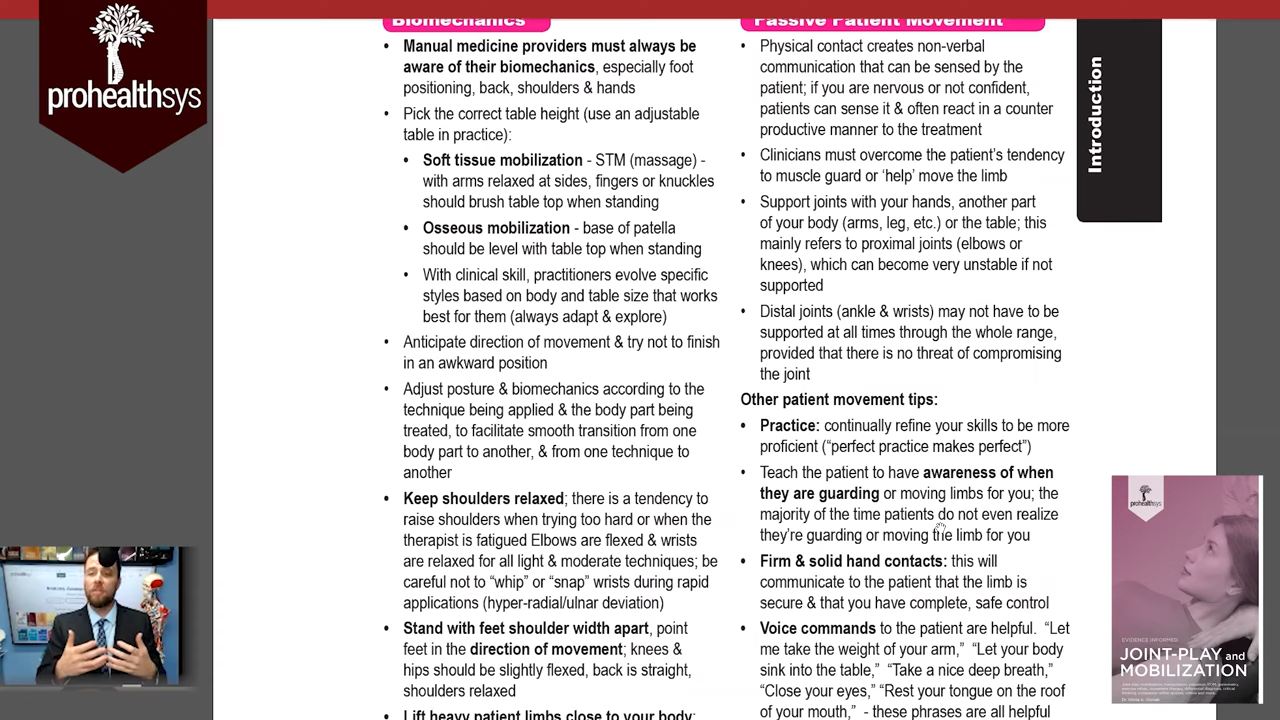 prohealthsys
Biomechanics
• Manual medicine providers must always be
aware of their biomechanics, especially foot
positioning, back, shoulders & hands
• Pick the correct table height (use an adjustable
table in practice):
• Soft tissue mobilization - STM (massage) -
with arms relaxed at sides, fingers or knuckles
should brush table top when standing
• Osseous mobilization - base of patella
should be level with table top when standing
• With clinical skill, practitioners evolve specific
styles based on body and table size that works
best for them (always adapt & explore)
• Anticipate direction of movement & try not to finish
in an awkward position
• Adjust posture & biomechanics according to the
technique being applied & the body part being
treated, to facilitate smooth transition from one
body part to another, & from one technique to
another
• Keep shoulders relaxed; there is a tendency to
raise shoulders when trying too hard or when the
therapist is fatigued Elbows are flexed & wrists
are relaxed for all light & moderate techniques; be
careful not to “whip” or “snap” wrists during rapid
applications (hyper-radial/ulnar deviation)
• Stand with feet shoulder width apart, point
feet in the direction of movement; knees &
hips should be slightly flexed, back is straight,
shoulders relaxed
• Lift heavy patient limbs close to your body;
Passive Patient Movement
• Physical contact creates non-verbal
communication that can be sensed by the
patient; if you are nervous or not confident,
patients can sense it & often react in a counter
productive manner to the treatment
• Clinicians must overcome the patient’s tendency
to muscle guard or ‘help’ move the limb
• Support joints with your hands, another part
of your body (arms, leg, etc.) or the table; this
mainly refers to proximal joints (elbows or
knees), which can become very unstable if not
supported
• Distal joints (ankle & wrists) may not have to be
supported at all times through the whole range,
provided that there is no threat of compromising
the joint
Other patient movement tips:
• Practice: continually refine your skills to be more
proficient (“perfect practice makes perfect”)
• Teach the patient to have awareness of when
they are guarding or moving limbs for you; the
majority of the time patients do not even realize
they’re guarding or moving the limb for you
• Firm & solid hand contacts: this will
communicate to the patient that the limb is
secure & that you have complete, safe control
• Voice commands to the patient are helpful. “Let
me take the weight of your arm,” “Let your body
sink into the table,” “Take a nice deep breath,”
“Close your eyes,” “Rest your tongue on the roof
of your mouth,” - these phrases are all helpful
Introduction
EVIDENCE INFORMED
JOINT-PLAY and
MOBILIZATION